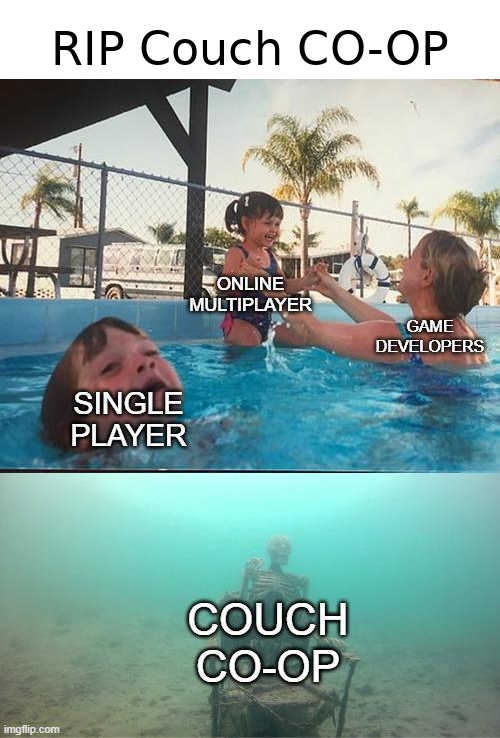 RIP Couch CO-OP
ONLINE
MULTIPLAYER
GAME
DEVELOPERS
SINGLE
PLAYER
COUCH
CO-OP
imgflip.com